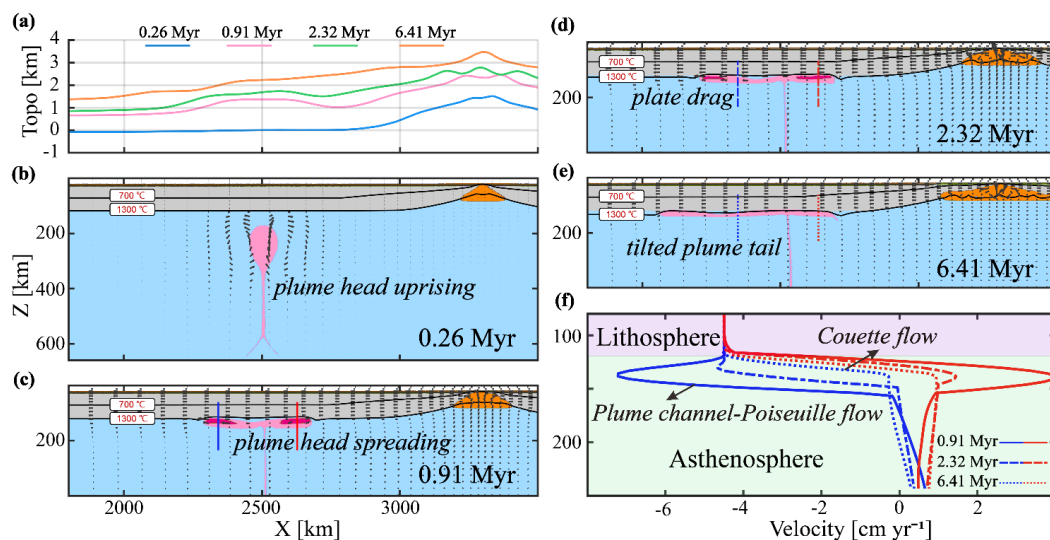 (a)
0.26 Myr 0.91 Myr 2.32 Myr 6.41 Myr
Topo [km]
4
3
2
1
0
-1
2000 2500 3000
(b)
700 ℃
1300 ℃
Z [km]
200
400
600
plume head uprising
0.26 Myr
(c)
700 ℃
1300 ℃
200
plume head spreading
0.91 Myr
1800 2000 2500 3000
X [km]
(d)
700 ℃
1300 ℃
200
plate drag
2.32 Myr
(e)
700 ℃
1300 ℃
200
tilted plume tail
6.41 Myr
(f)
100
200
Lithosphere
Couette flow
Plume channel-Poiseuille flow
Asthenosphere
0.91 Myr
2.32 Myr
6.41 Myr
-6 -4 -2 0 2 4
Velocity [cm yr⁻¹]